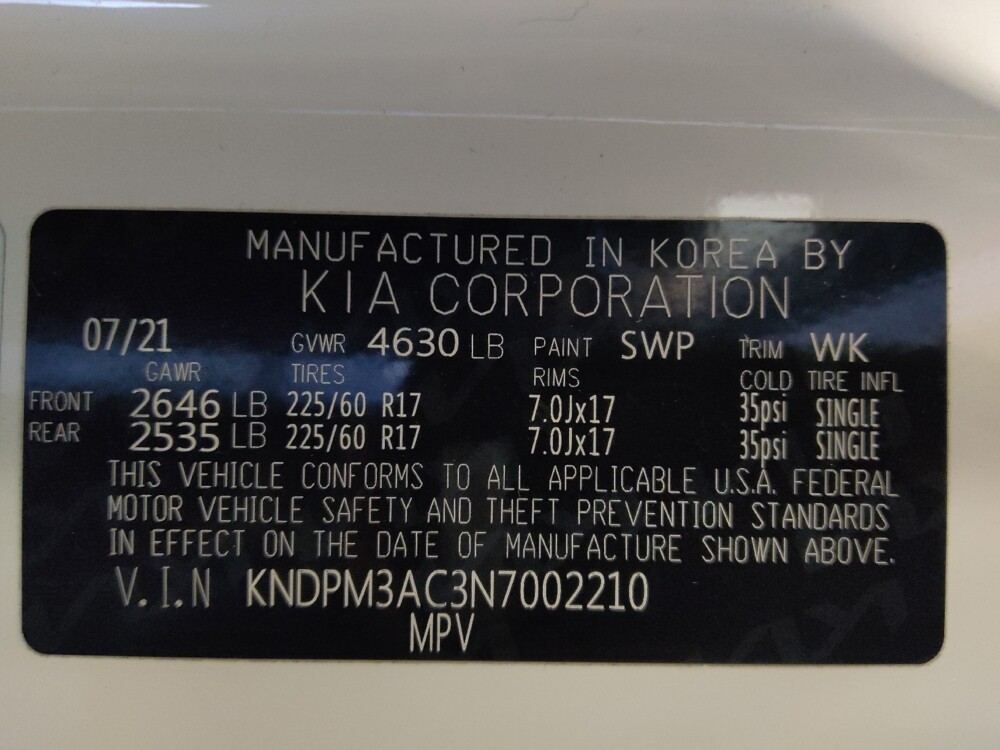 MANUFACTURED IN KOREA BY
KIA CORPORATION
07/21 GVWR 4630 LB PAINT SWP TRIM WK
GAWR TIRES RIMS COLD TIRE INFL
FRONT 2646 LB 225/60 R17 7.0Jx17 35psi SINGLE
REAR 2535 LB 225/60 R17 7.0Jx17 35psi SINGLE
THIS VEHICLE CONFORMS TO ALL APPLICABLE U.S.A. FEDERAL
MOTOR VEHICLE SAFETY AND THEFT PREVENTION STANDARDS
IN EFFECT ON THE DATE OF MANUFACTURE SHOWN ABOVE.
V.I.N KNDPM3AC3N7002210
MPV